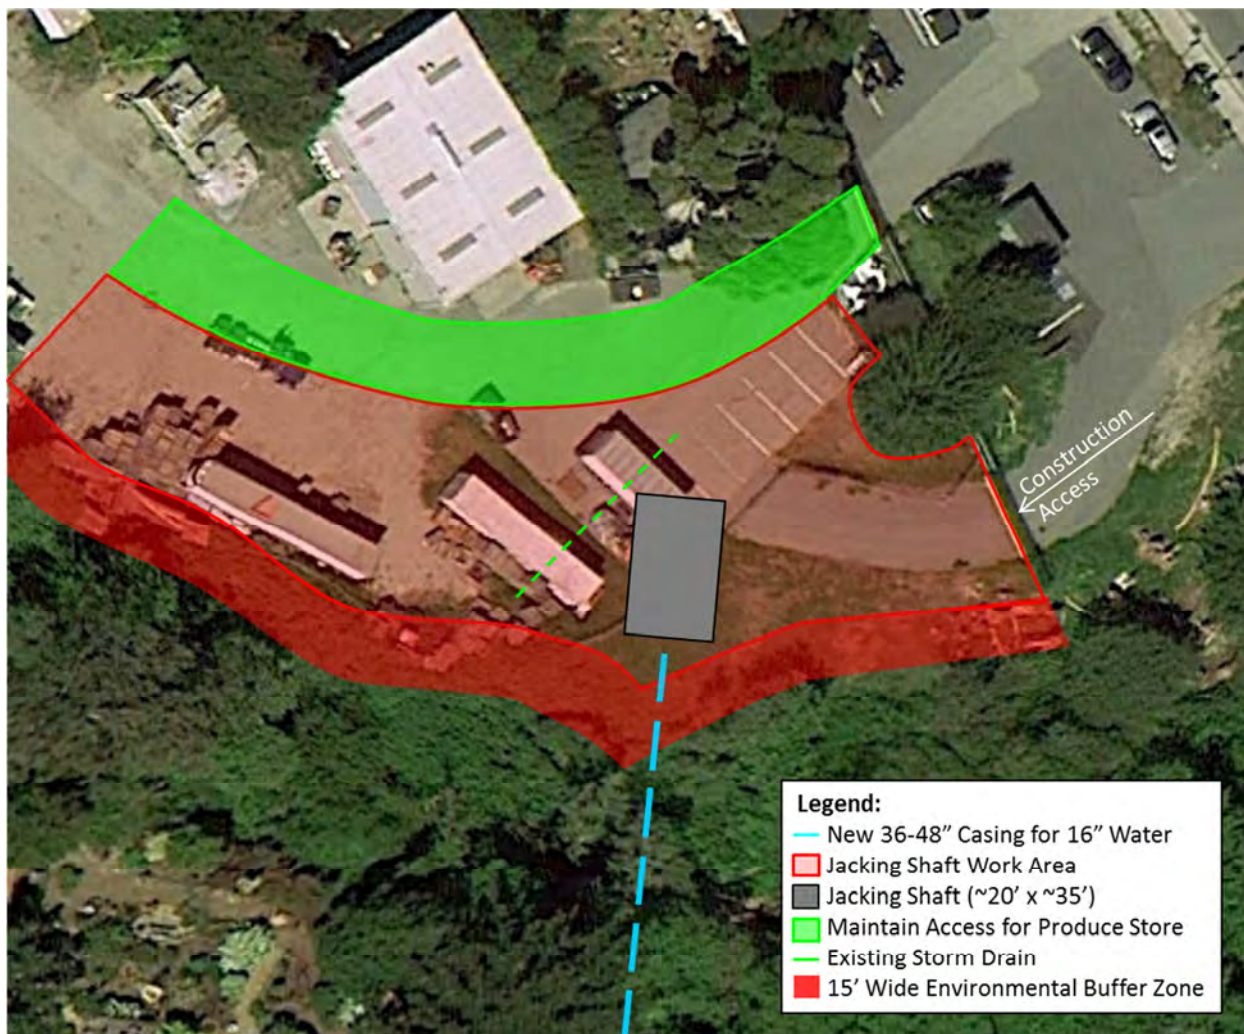 Construction
Access
Legend:
New 36-48” Casing for 16” Water
Jacking Shaft Work Area
Jacking Shaft (~20’ x ~35’)
Maintain Access for Produce Store
Existing Storm Drain
15’ Wide Environmental Buffer Zone